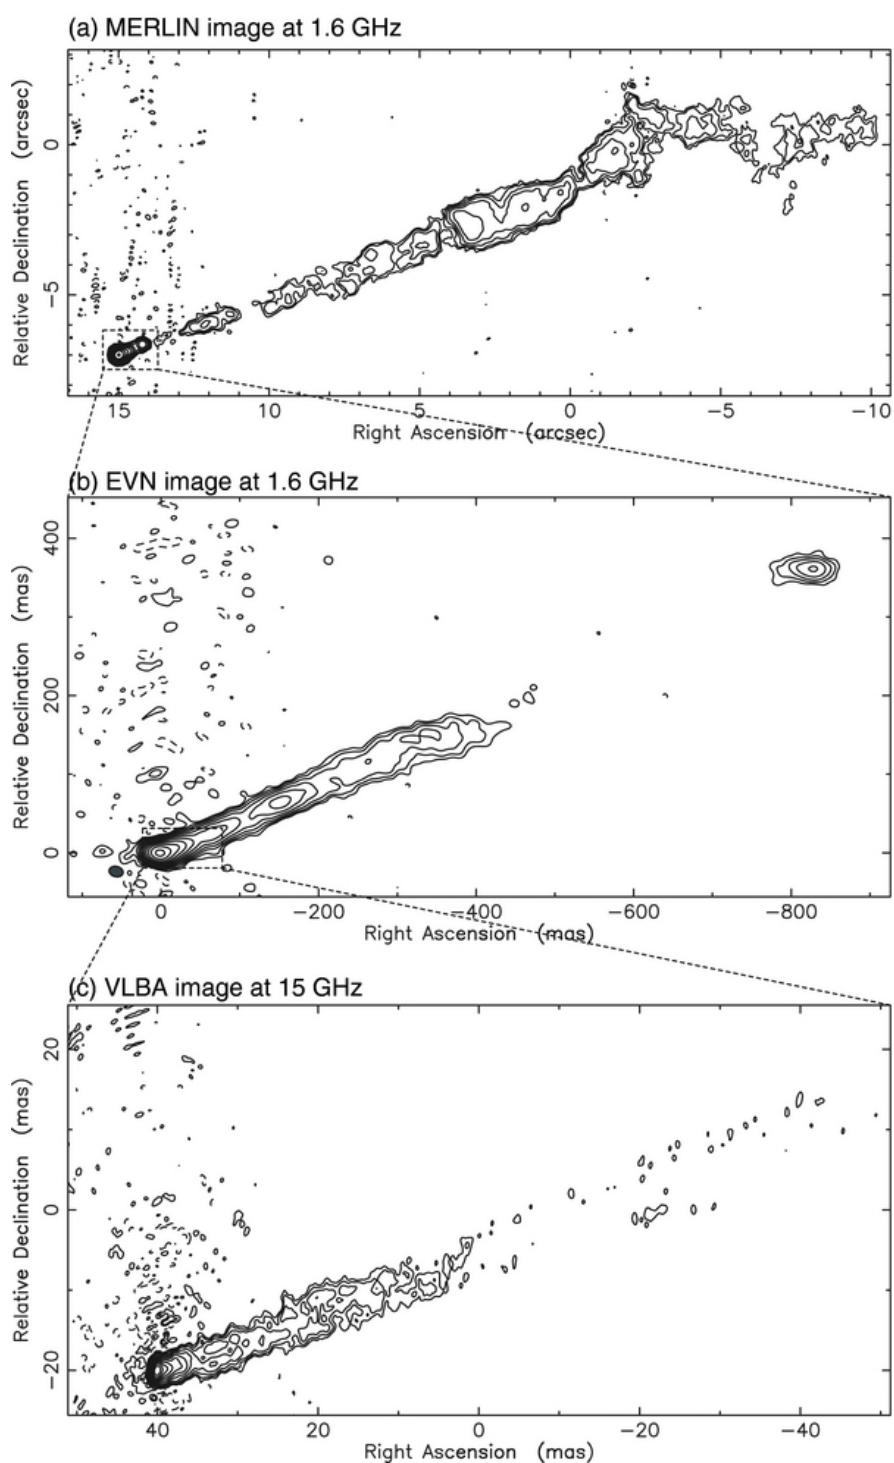 (a) MERLIN image at 1.6 GHz
Relative Declination (arcsec)
0
−5
15 10 5 0 −5 −10
Right Ascension (arcsec)
(b) EVN image at 1.6 GHz
Relative Declination (mas)
400
200
0
0 −200 −400 −600 −800
Right Ascension (mas)
(c) VLBA image at 15 GHz
Relative Declination (mas)
20
0
−20
40 20 0 −20 −40
Right Ascension (mas)